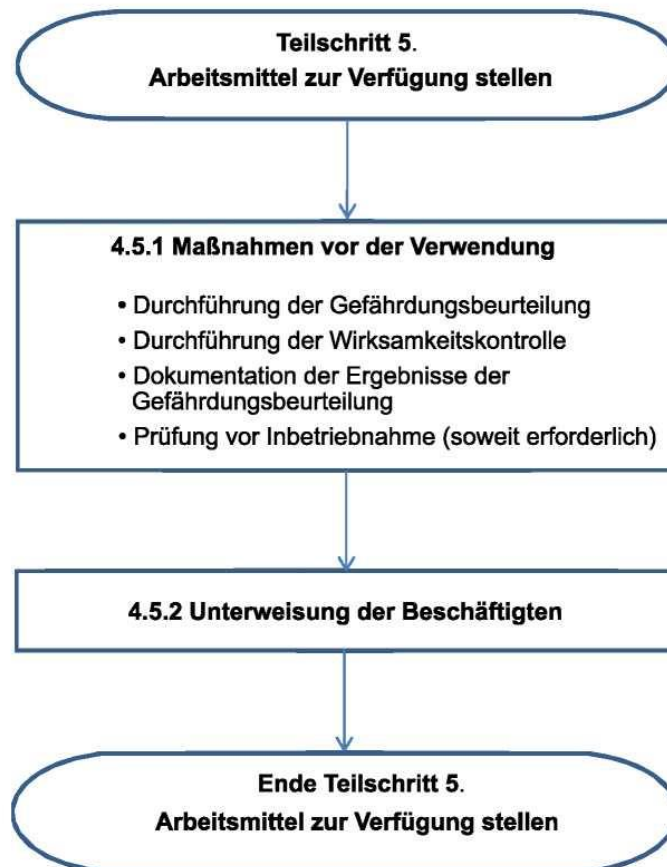 Teilschritt 5.
Arbeitsmittel zur Verfügung stellen
4.5.1 Maßnahmen vor der Verwendung
• Durchführung der Gefährdungsbeurteilung
• Durchführung der Wirksamkeitskontrolle
• Dokumentation der Ergebnisse der
Gefährdungsbeurteilung
• Prüfung vor Inbetriebnahme (soweit erforderlich)
4.5.2 Unterweisung der Beschäftigten
Ende Teilschritt 5.
Arbeitsmittel zur Verfügung stellen